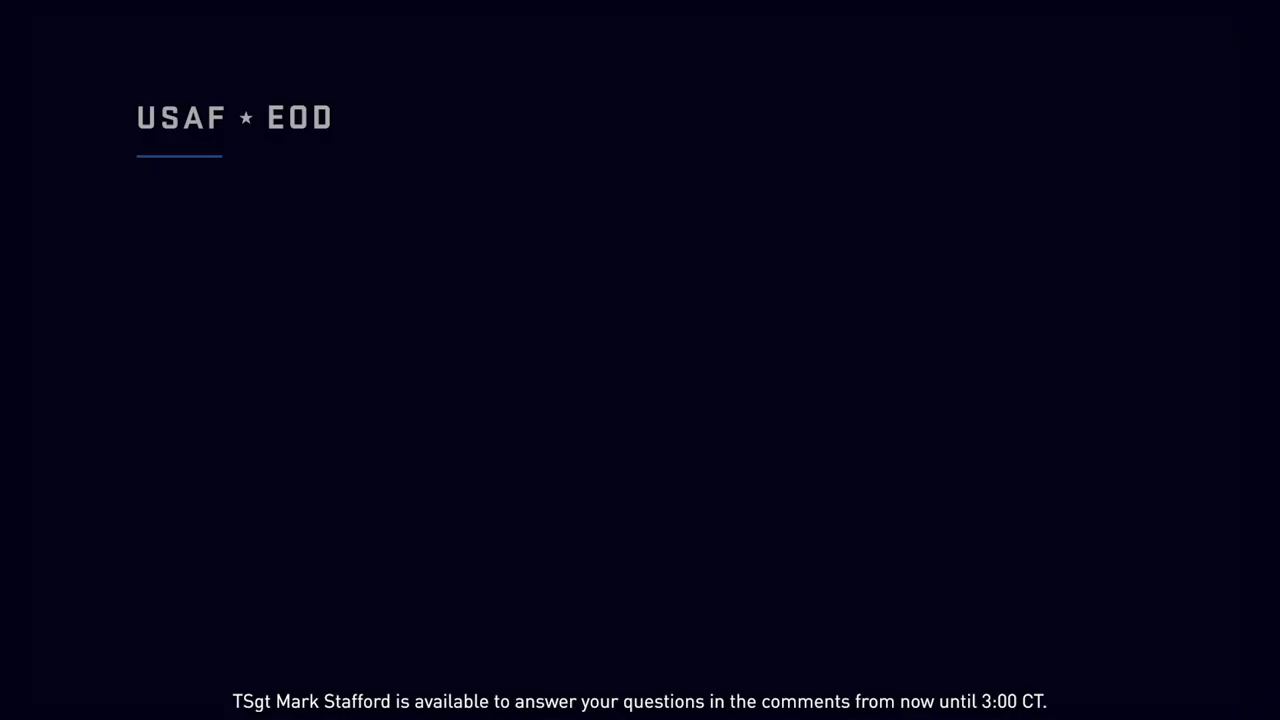 USAF ★ EOD
TSgt Mark Stafford is available to answer your questions in the comments from now until 3:00 CT.